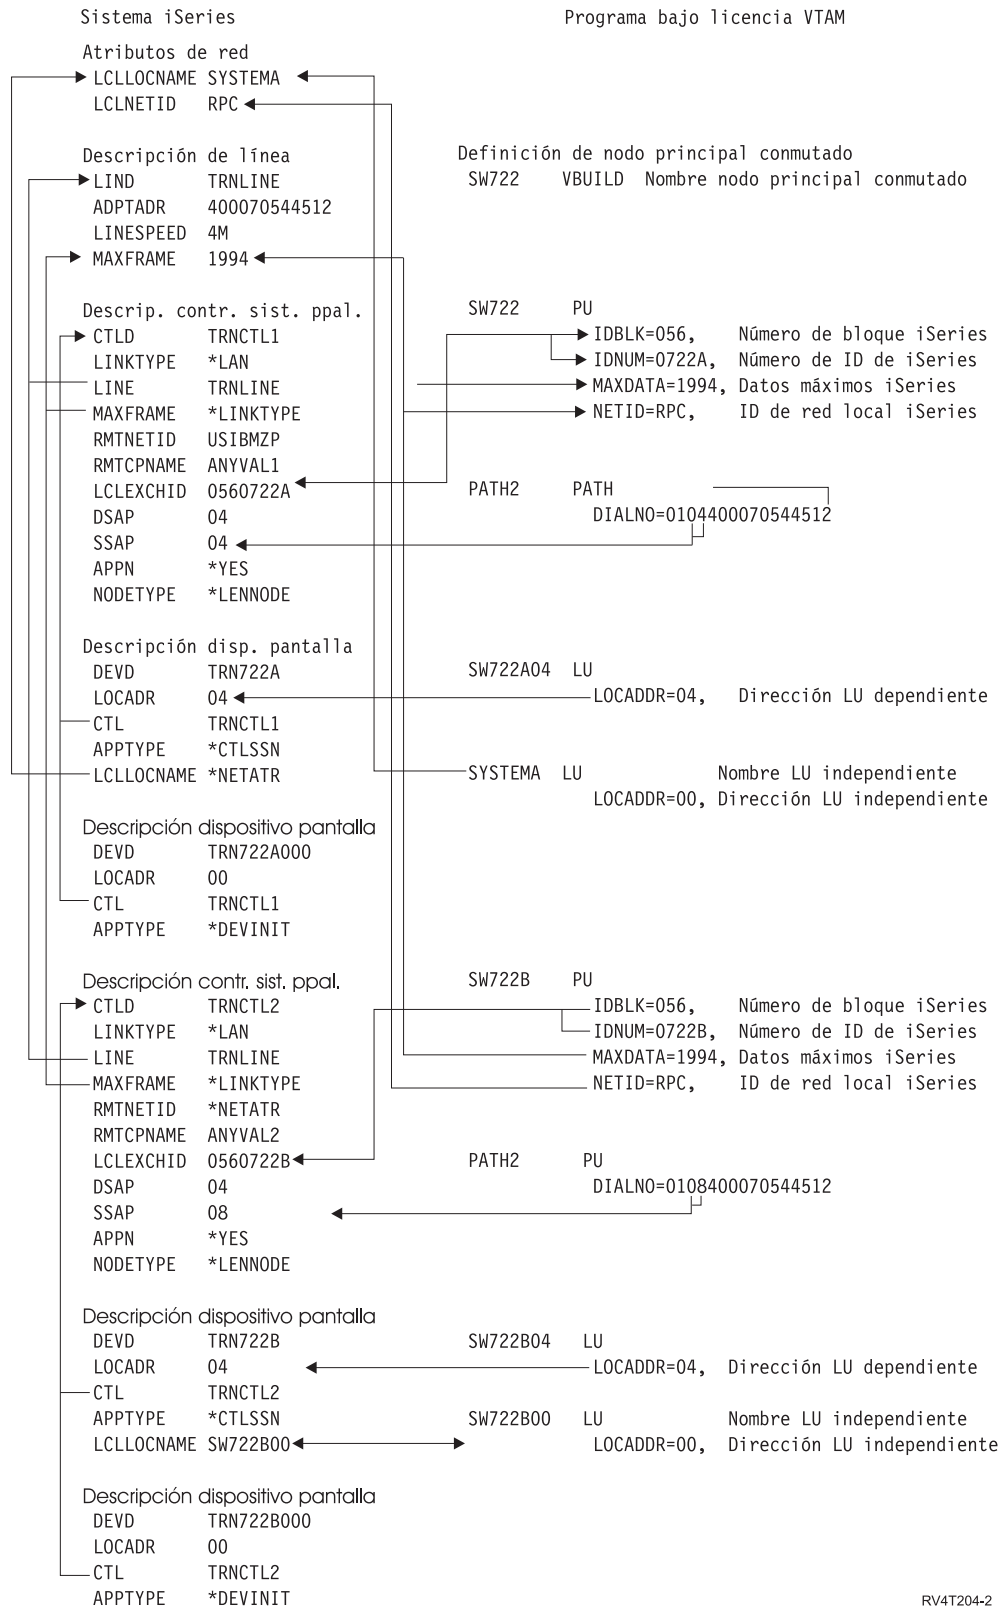 Sistema iSeries Programa bajo licencia VTAM
Atributos de red
LCLLOCNAME SYSTEMA
LCLNETID RPC
Descripción de línea Definición de nodo principal conmutado
LIND TRNLINE SW722 VBUILD Nombre nodo principal conmutado
ADPTADR 400070544512
LINESPEED 4M
MAXFRAME 1994
Descrip. contr. sist. ppal. SW722 PU
CTLD TRNCTL1 IDBLK=056, Número de bloque iSeries
LINKTYPE *LAN IDNUM=0722A, Número de ID de iSeries
LINE TRNLINE MAXDATA=1994, Datos máximos iSeries
MAXFRAME *LINKTYPE NETID=RPC, ID de red local iSeries
RMTNETID USIBMZP
RMTCPNAME ANYVAL1
LCLEXCHID 0560722A PATH2 PATH
DSAP 04 DIALNO=0104400070544512
SSAP 04
APPN *YES
NODETYPE *LENNODE
Descripción disp. pantalla
DEVD TRN722A SW722A04 LU
LOCADR 04 LOCADDR=04, Dirección LU dependiente
CTL TRNCTL1
APPTYPE *CTLSSN
LCLLOCNAME *NETATR SYSTEMA LU Nombre LU independiente
LOCADDR=00, Dirección LU independiente
Descripción dispositivo pantalla
DEVD TRN722A000
LOCADR 00
CTL TRNCTL1
APPTYPE *DEVINIT
Descripción contr. sist. ppal. SW722B PU
CTLD TRNCTL2 IDBLK=056, Número de bloque iSeries
LINKTYPE *LAN IDNUM=0722B, Número de ID de iSeries
LINE TRNLINE MAXDATA=1994, Datos máximos iSeries
MAXFRAME *LINKTYPE NETID=RPC, ID de red local iSeries
RMTNETID *NETATR
RMTCPNAME ANYVAL2
LCLEXCHID 0560722B PATH2 PU
DSAP 04 DIALNO=0108400070544512
SSAP 08
APPN *YES
NODETYPE *LENNODE
Descripción dispositivo pantalla
DEVD TRN722B SW722B04 LU
LOCADR 04 LOCADDR=04, Dirección LU dependiente
CTL TRNCTL2
APPTYPE *CTLSSN SW722B00 LU Nombre LU independiente
LCLLOCNAME SW722B00 LOCADDR=00, Dirección LU independiente
Descripción dispositivo pantalla
DEVD TRN722B000
LOCADR 00
CTL TRNCTL2
APPTYPE *DEVINIT RV4T204-2